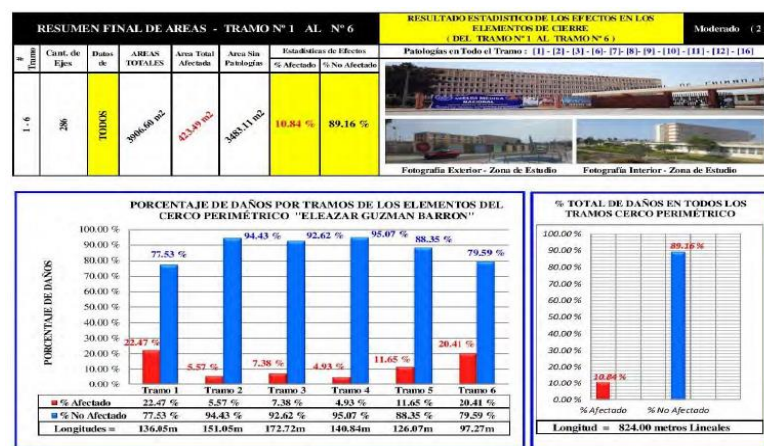 RESUMEN FINAL DE AREAS - TRAMO Nº 1 AL Nº 6
RESULTADO ESTADISTICO DE LOS EFECTOS EN LOS
ELEMENTOS DE CIERRE
( DEL TRAMO Nº 1 AL TRAMO Nº 6 )
Moderado ( 2
# Tramo
Cant. de Ejes
Datos de
AREAS TOTALES
Area Total Afectada
Area Sin Patologías
Estadísticas de Efectos
% Afectado
% No Afectado
Patologías en Todo el Tramo : [1] - [2] - [3] - [6]- [7]- [8]- [9] - [10] - [11] - [12] - [16]
1 - 6
286
TODOS
3906.60 m2
423.49 m2
3483.11 m2
10.84 %
89.16 %
Fotografía Exterior - Zona de Estudio
Fotografía Interior - Zona de Estudio
PORCENTAJE DE DAÑOS POR TRAMOS DE LOS ELEMENTOS DEL
CERCO PERIMÉTRICO "ELEAZAR GUZMAN BARRON"
PORCENTAJE DE DAÑOS
100.00 %
90.00 %
80.00 %
70.00 %
60.00 %
50.00 %
40.00 %
30.00 %
20.00 %
10.00 %
0.00 %
77.53 %
94.43 %
92.62 %
95.07 %
88.35 %
79.59 %
22.47 %
5.57 %
7.38 %
4.93 %
11.65 %
20.41 %
Tramo 1 Tramo 2 Tramo 3 Tramo 4 Tramo 5 Tramo 6
% Afectado 22.47 % 5.57 % 7.38 % 4.93 % 11.65 % 20.41 %
% No Afectado 77.53 % 94.43 % 92.62 % 95.07 % 88.35 % 79.59 %
Longitudes = 136.05m 151.05m 172.72m 140.84m 126.07m 97.27m
% TOTAL DE DAÑOS EN TODOS LOS
TRAMOS CERCO PERIMÉTRICO
100.00 %
90.00 %
80.00 %
70.00 %
60.00 %
50.00 %
40.00 %
30.00 %
20.00 %
10.00 %
0.00 %
89.16 %
10.84 %
% Afectado % No Afectado
Longitud = 824.00 metros Lineales